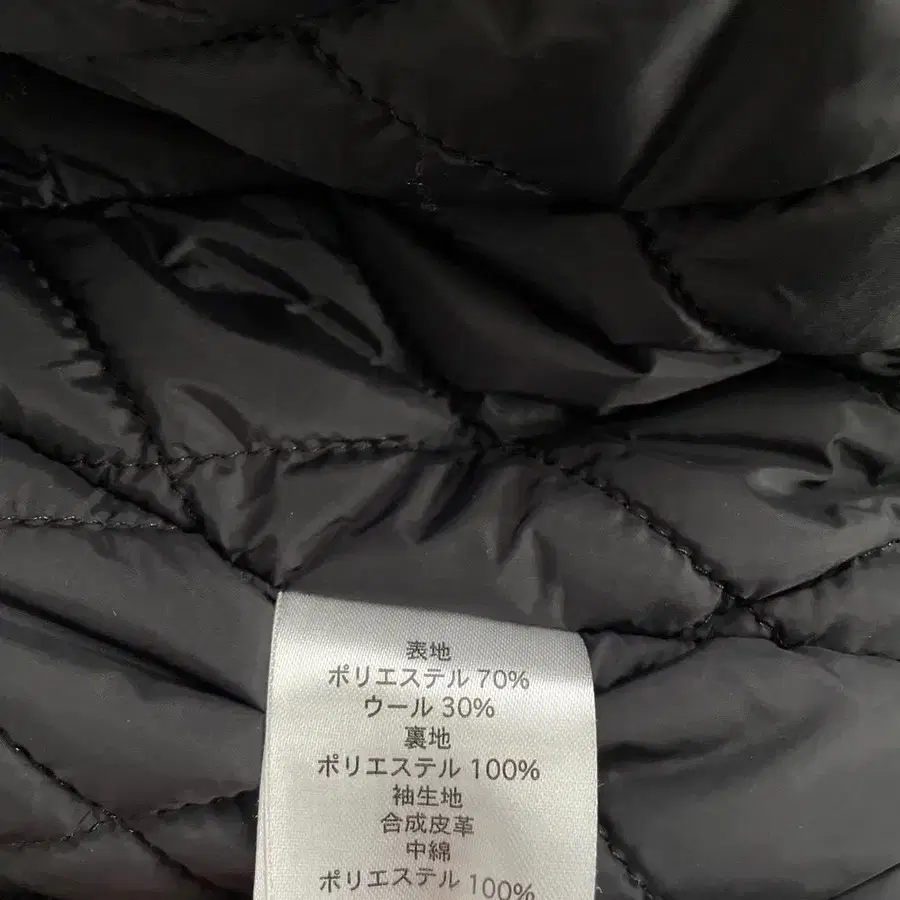 表地
ポリエステル 70%
ウール 30%
裏地
ポリエステル 100%
袖生地
合成皮革
中綿
ポリエステル 100%